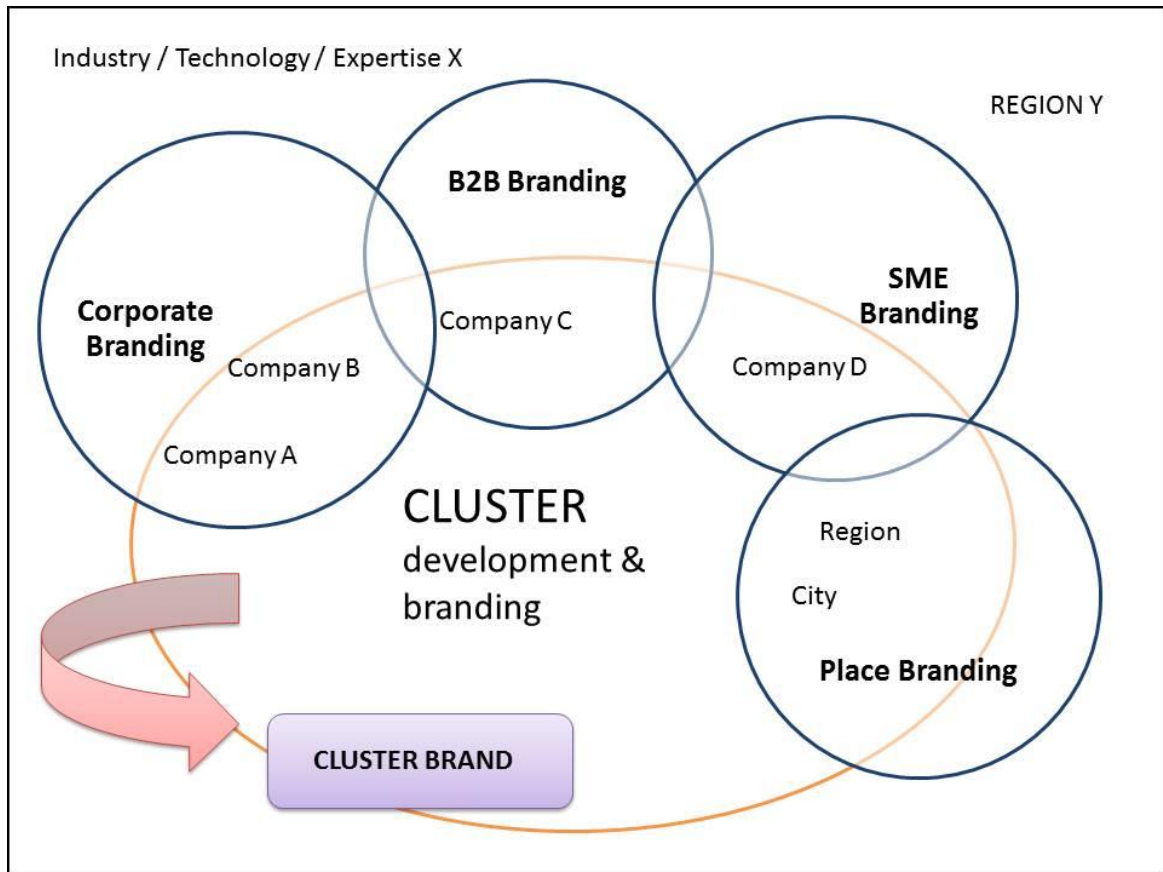 Industry / Technology / Expertise X
REGION Y
B2B Branding
SME
Branding
Corporate
Branding
Company C
Company B
Company D
Company A
CLUSTER
development &
branding
Region
City
Place Branding
CLUSTER BRAND